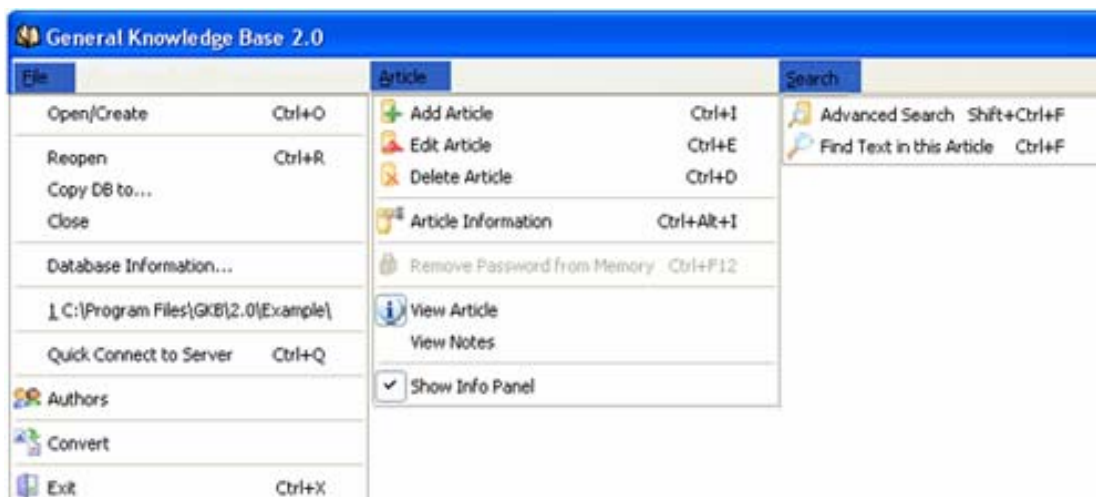 General Knowledge Base 2.0
File
Open/Create Ctrl+O
Reopen Ctrl+R
Copy DB to...
Close
Database Information...
1 C:\Program Files\GKB\2.0\Example\
Quick Connect to Server Ctrl+Q
Authors
Convert
Exit Ctrl+X
Article
Add Article Ctrl+I
Edit Article Ctrl+E
Delete Article Ctrl+D
Article Information Ctrl+Alt+I
Remove Password from Memory Ctrl+F12
View Article
View Notes
Show Info Panel
Search
Advanced Search Shift+Ctrl+F
Find Text in this Article Ctrl+F